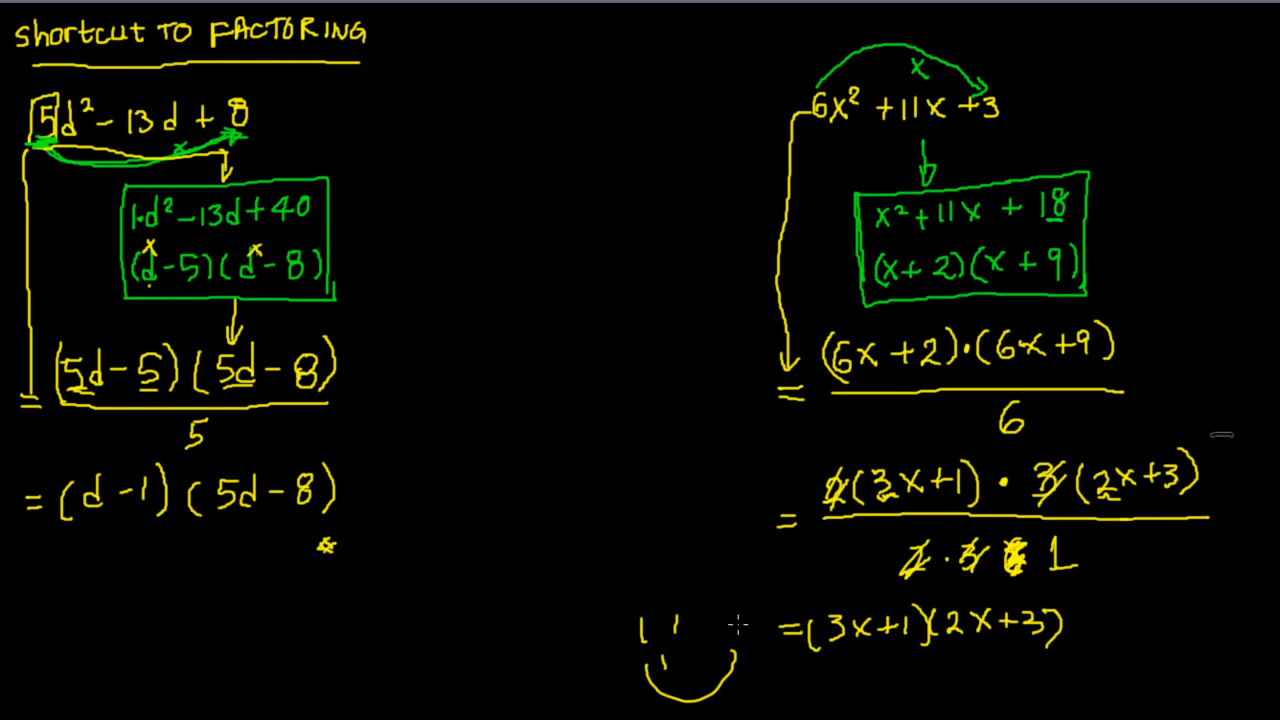 Shortcut TO FACTORING
5d² - 13d + 8
x
1·d² - 13d + 40
x x
(d - 5)(d - 8)
(5d - 5)(5d - 8)
=
5
= (d - 1)(5d - 8)
*
x
6x² + 11x + 3
x² + 11x + 18
(x + 2)(x + 9)
(6x + 2)·(6x + 9)
=
6
2(3x + 1) · 3(2x + 3)
=
2 · 3 6 1
= (3x + 1)(2x + 3)